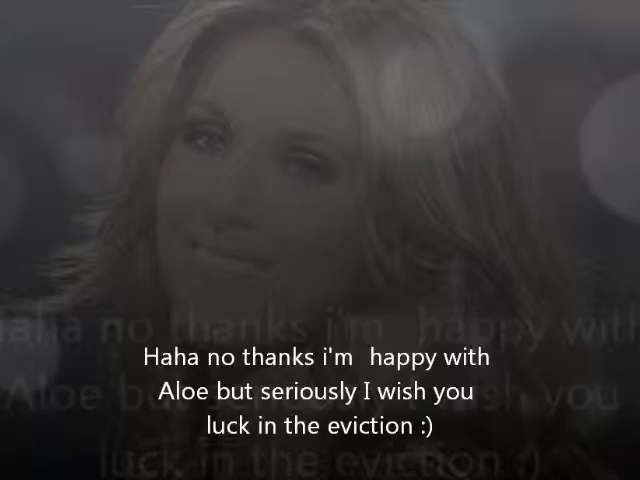 Haha no thanks i'm  happy with
Aloe but seriously I wish you
luck in the eviction :)